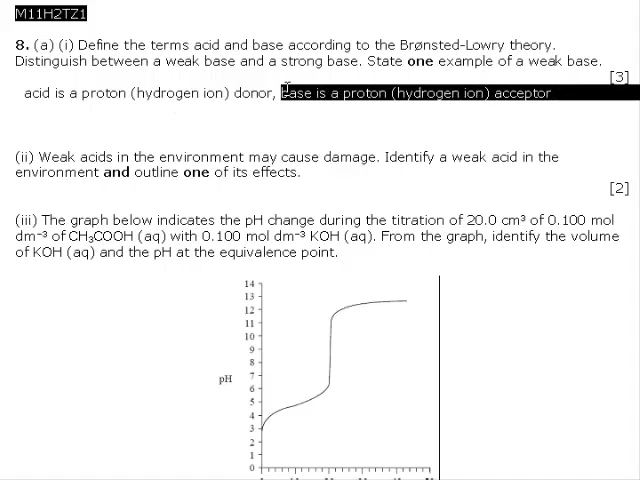 M11H2TZ1
8. (a) (i) Define the terms acid and base according to the Brønsted-Lowry theory.
Distinguish between a weak base and a strong base. State one example of a weak base.
[3]
acid is a proton (hydrogen ion) donor, base is a proton (hydrogen ion) acceptor
(ii) Weak acids in the environment may cause damage. Identify a weak acid in the
environment and outline one of its effects.
[2]
(iii) The graph below indicates the pH change during the titration of 20.0 cm³ of 0.100 mol
dm⁻³ of CH₃COOH (aq) with 0.100 mol dm⁻³ KOH (aq). From the graph, identify the volume
of KOH (aq) and the pH at the equivalence point.
14
13
12
11
10
9
8
7
pH
6
5
4
3
2
1
0